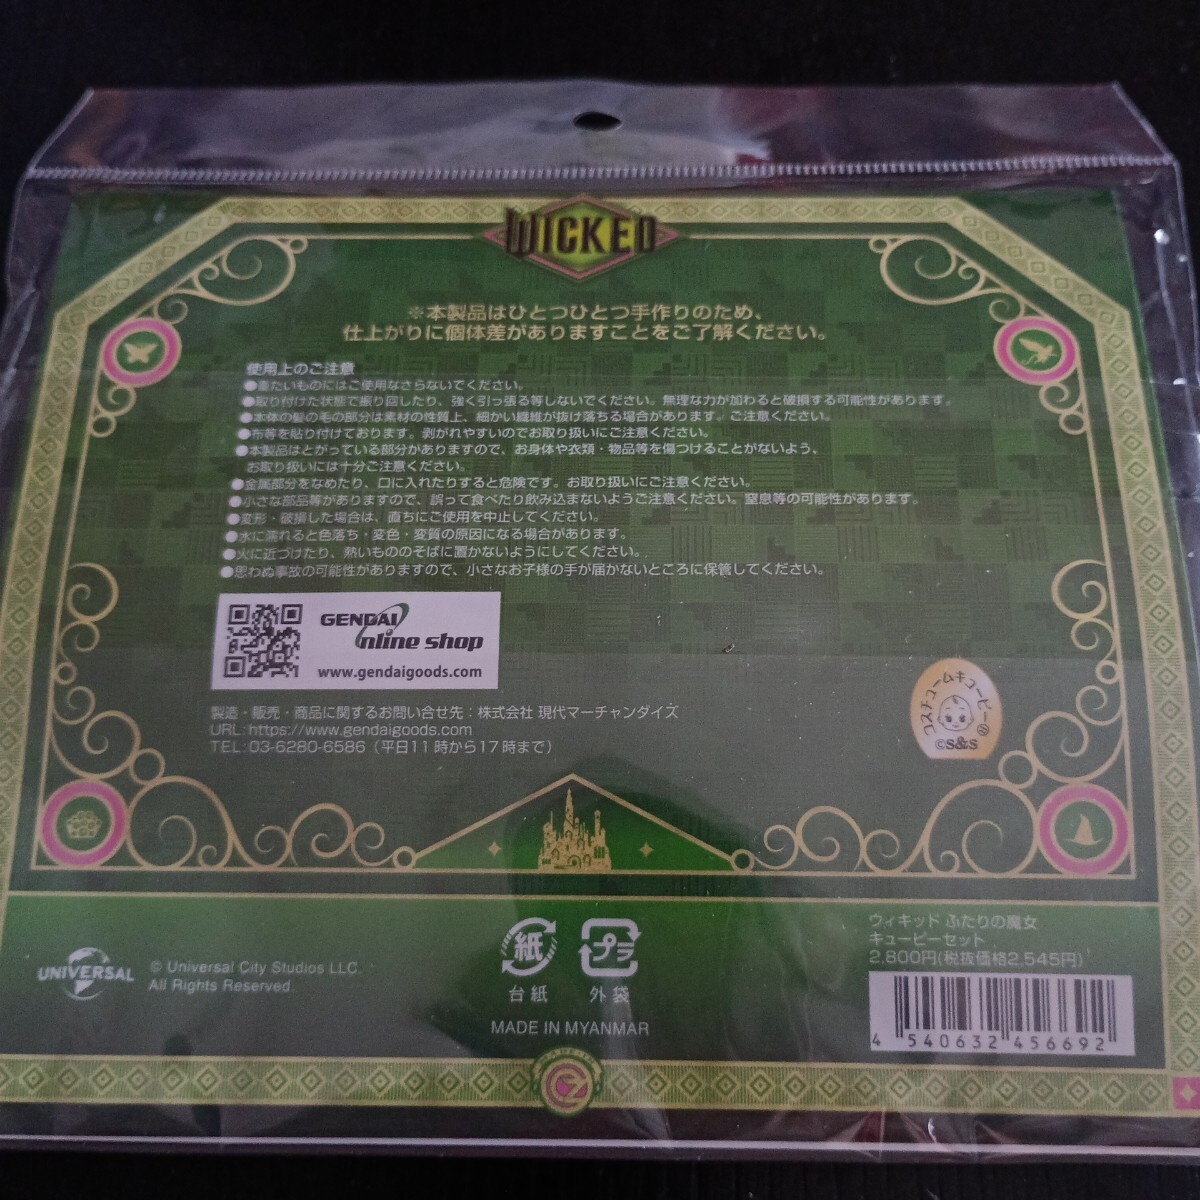 WICKED
※本製品はひとつひとつ手作りのため、
仕上がりに個体差がありますことをご了解ください。
使用上のご注意
●重たいものにはご使用なさらないでください。
●取り付けた状態で振り回したり、強く引っ張る等しないでください。無理な力が加わると破損する可能性があります。
●本体の髪の毛の部分は素材の性質上、細かい繊維が抜け落ちる場合があります。ご注意ください。
●布等を貼り付けております。剥がれやすいのでお取り扱いにご注意ください。
●本製品はとがっている部分がありますので、お身体や衣類・物品等を傷つけることがないよう、
お取り扱いには十分ご注意ください。
●金属部分をなめたり、口に入れたりすると危険です。お取り扱いにご注意ください。
●小さな部品等がありますので、誤って食べたり飲み込まないようご注意ください。窒息等の可能性があります。
●変形・破損した場合は、直ちにご使用を中止してください。
●水に濡れると色落ち・変色・変質の原因になる場合があります。
●火に近づけたり、熱いもののそばに置かないようにしてください。
●思わぬ事故の可能性がありますので、小さなお子様の手が届かないところに保管してください。
GENDAI
Online shop
www.gendaigoods.com
製造・販売・商品に関するお問い合せ先：株式会社 現代マーチャンダイズ
URL:https://www.gendaigoods.com
TEL:03-6280-6586（平日11時から17時まで）
コスチュームキューピー
©S&S
UNIVERSAL
© Universal City Studios LLC.
All Rights Reserved.
紙 プラ
台紙 外袋
MADE IN MYANMAR
ウィキッド ふたりの魔女
キューピーセット
2,800円(税抜価格2,545円)
4 540632 456692
OZ